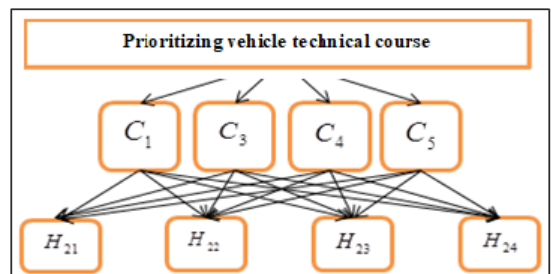 Prioritizing vehicle technical course
C₁ C₃ C₄ C₅
H₂₁ H₂₂ H₂₃ H₂₄